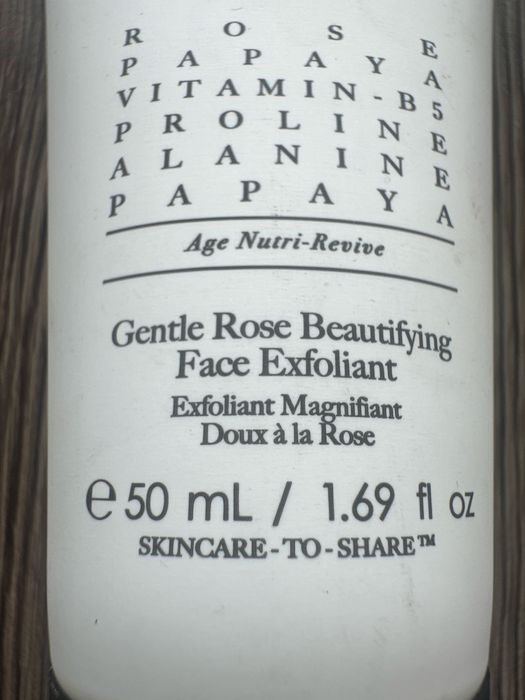 R O S E
P A P A Y A
V I T A M I N - B 5
P R O L I N E
A L A N I N E
P A P A Y A
Age Nutri-Revive
Gentle Rose Beautifying
Face Exfoliant
Exfoliant Magnifiant
Doux à la Rose
℮50 mL / 1.69 fl oz
SKINCARE-TO-SHARE™